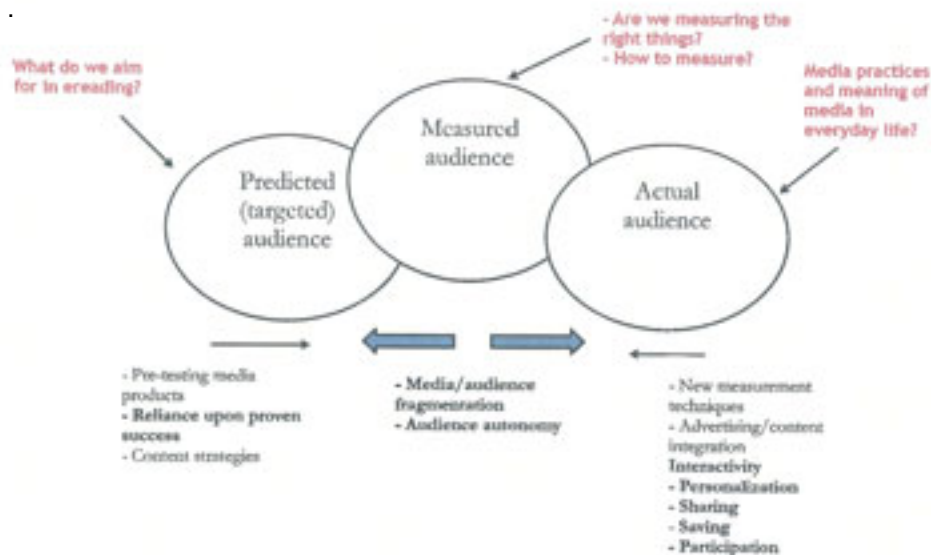 .
What do we aim
for in ereading?
- Are we measuring the
right things?
- How to measure?
Media practices
and meaning of
media in
everyday life?
Predicted
(targeted)
audience
Measured
audience
Actual
audience
- Pre-testing media
products
- Reliance upon proven
success
- Content strategies
- Media/audience
fragmentation
- Audience autonomy
- New measurement
techniques
- Advertising/content
integration
Interactivity
- Personalization
- Sharing
- Saving
- Participation